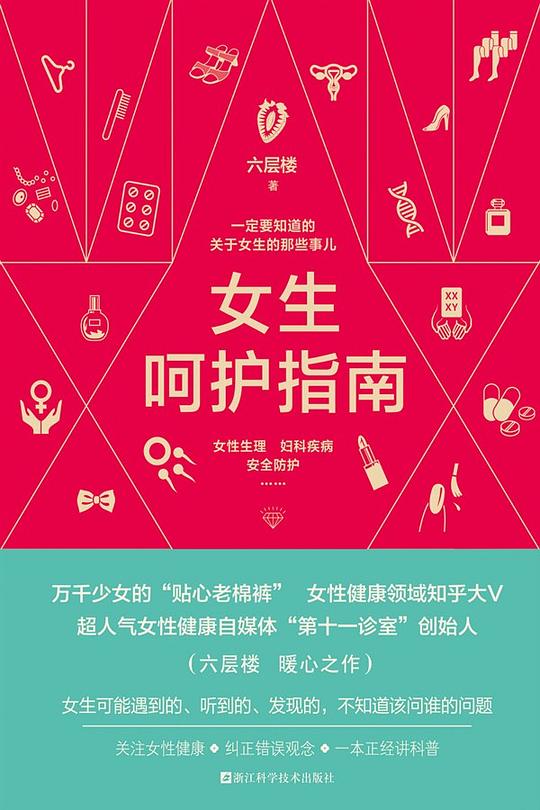 六层楼
著
一定要知道的
关于女生的那些事儿
XX
XY
女生
呵护指南
女性生理 妇科疾病
安全防护
……
万千少女的“贴心老棉裤” 女性健康领域知乎大V
超人气女性健康自媒体“第十一诊室”创始人
(六层楼 暖心之作)
女生可能遇到的、听到的、发现的，不知道该问谁的问题
关注女性健康 ❖ 纠正错误观念 ❖ 一本正经讲科普
浙江科学技术出版社